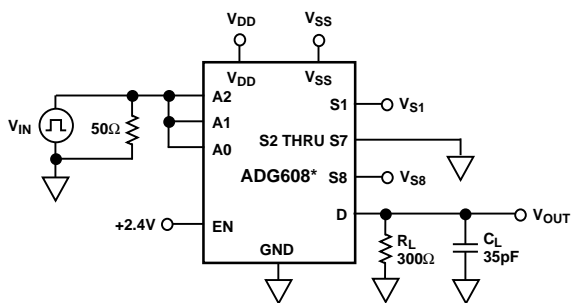 VDD
VSS
VDD
VSS
A2
S1
VS1
VIN
50Ω
A1
S2 THRU S7
A0
ADG608*
S8
VS8
D
VOUT
+2.4V
EN
RL
300Ω
CL
35pF
GND